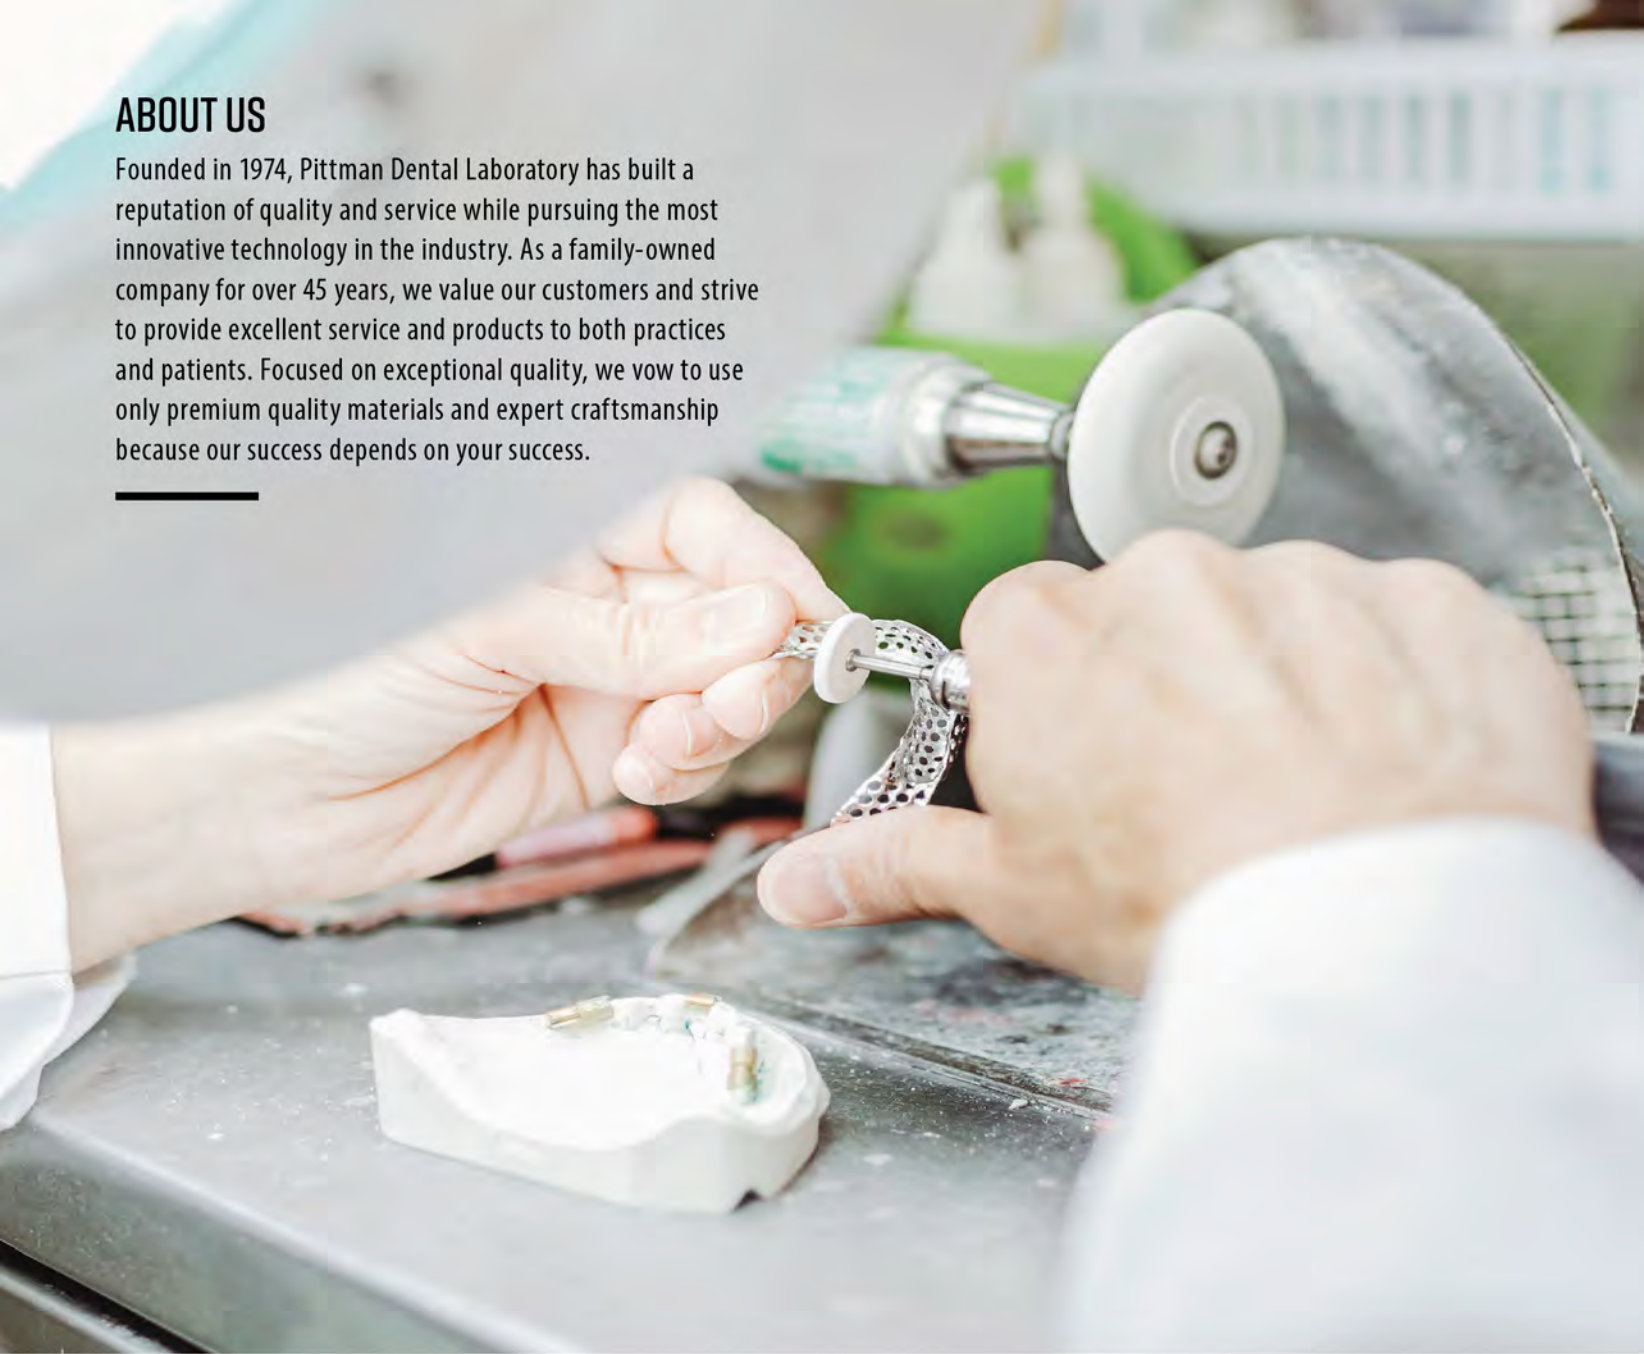 ABOUT US
Founded in 1974, Pittman Dental Laboratory has built a
reputation of quality and service while pursuing the most
innovative technology in the industry. As a family-owned
company for over 45 years, we value our customers and strive
to provide excellent service and products to both practices
and patients. Focused on exceptional quality, we vow to use
only premium quality materials and expert craftsmanship
because our success depends on your success.